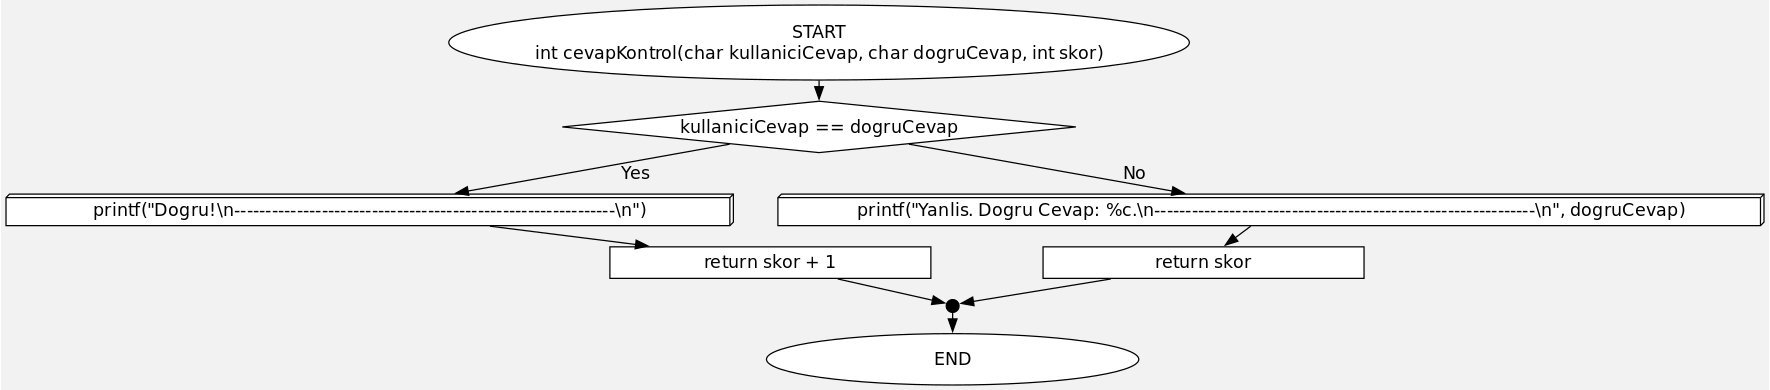 START
int cevapKontrol(char kullaniciCevap, char dogruCevap, int skor)
kullaniciCevap == dogruCevap
Yes
No
printf("Dogru!\n-------------------------------------------------------------\n")
printf("Yanlis. Dogru Cevap: %c.\n-------------------------------------------------------------\n", dogruCevap)
return skor + 1
return skor
END